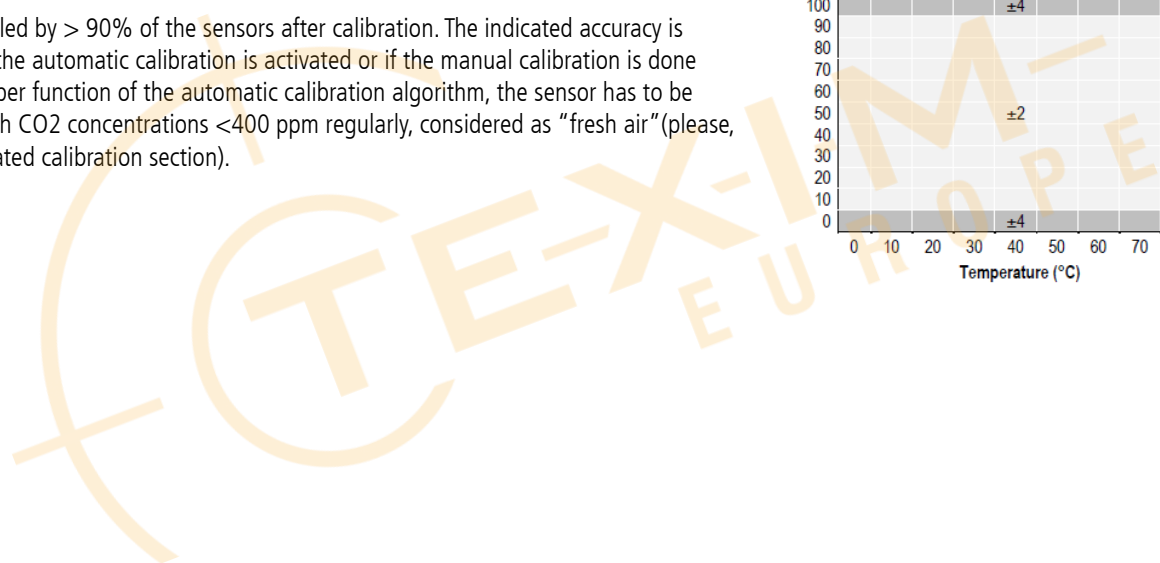 led by > 90% of the sensors after calibration. The indicated accuracy is
the automatic calibration is activated or if the manual calibration is done
per function of the automatic calibration algorithm, the sensor has to be
h CO2 concentrations <400 ppm regularly, considered as "fresh air"(please,
ated calibration section).
100
±4
90
80
70
60
50
±2
40
30
20
10
0
±4
0 10 20 30 40 50 60 70
Temperature (°C)
TEXIM
EUROPE